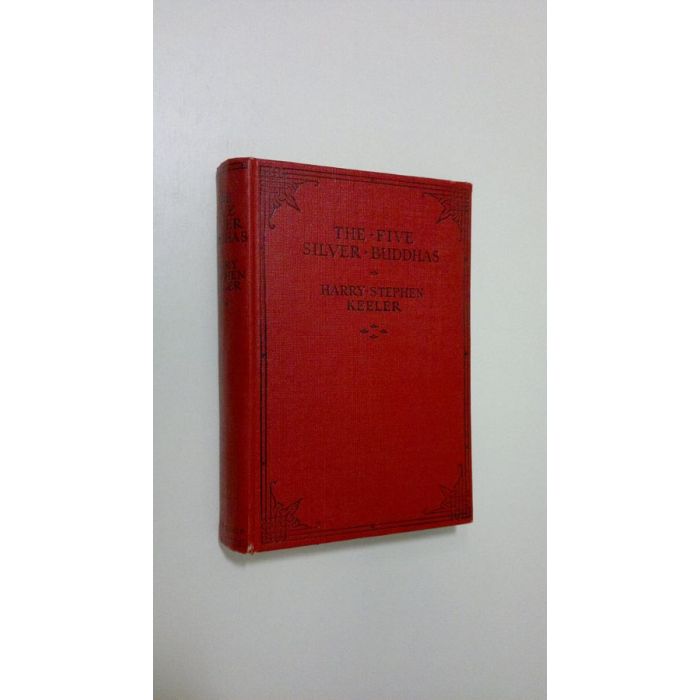 THE·FIVE
SILVER·BUDDHAS
HARRY·STEPHEN
KEELER